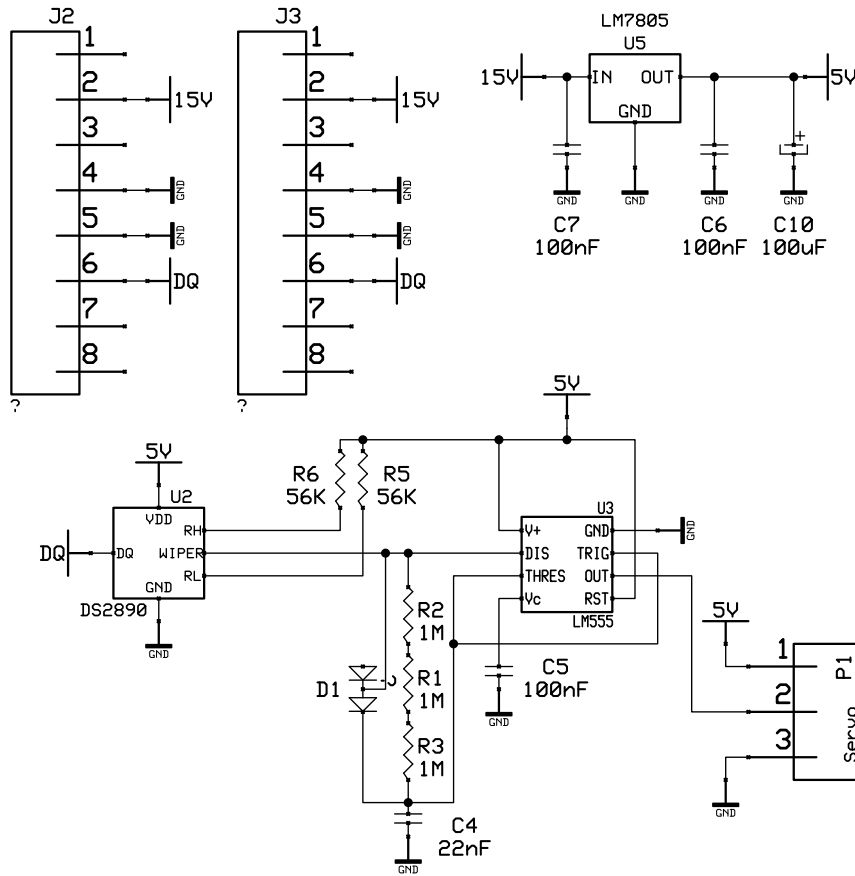 J2
1
2
15V
3
4
GND
5
GND
6
DQ
7
8
?
J3
1
2
15V
3
4
GND
5
GND
6
DQ
7
8
?
LM7805
U5
15V
IN
OUT
5V
GND
GND
GND
GND
GND
+
C7
100nF
C6
100nF
C10
100uF
5V
R6
56K
R5
56K
5V
U2
VDD
RH
DQ
DQ
WIPER
RL
GND
DS2890
GND
U3
V+
GND
GND
DIS
TRIG
THRES
OUT
Vc
RST
LM555
R2
1M
R1
1M
R3
1M
D1
C5
100nF
GND
C4
22nF
GND
5V
1
2
3
GND
P1
Servo